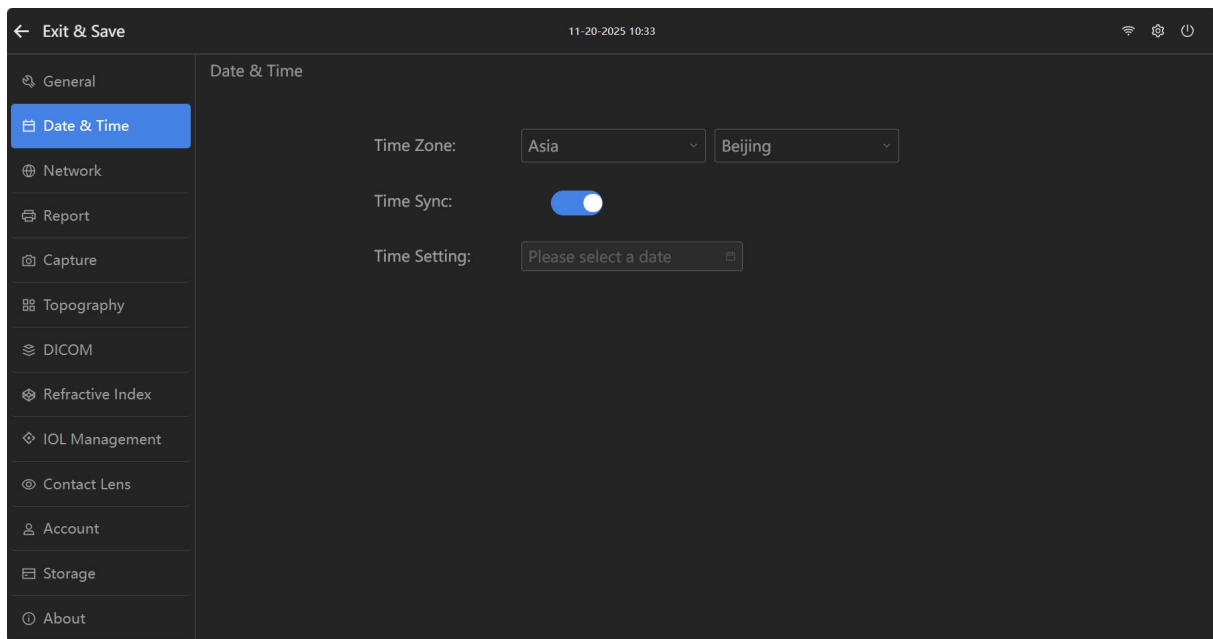 Exit & Save
11-20-2025 10:33
General
Date & Time
Network
Report
Capture
Topography
DICOM
Refractive Index
IOL Management
Contact Lens
Account
Storage
About
Date & Time
Time Zone: Asia Beijing
Time Sync:
Time Setting: Please select a date